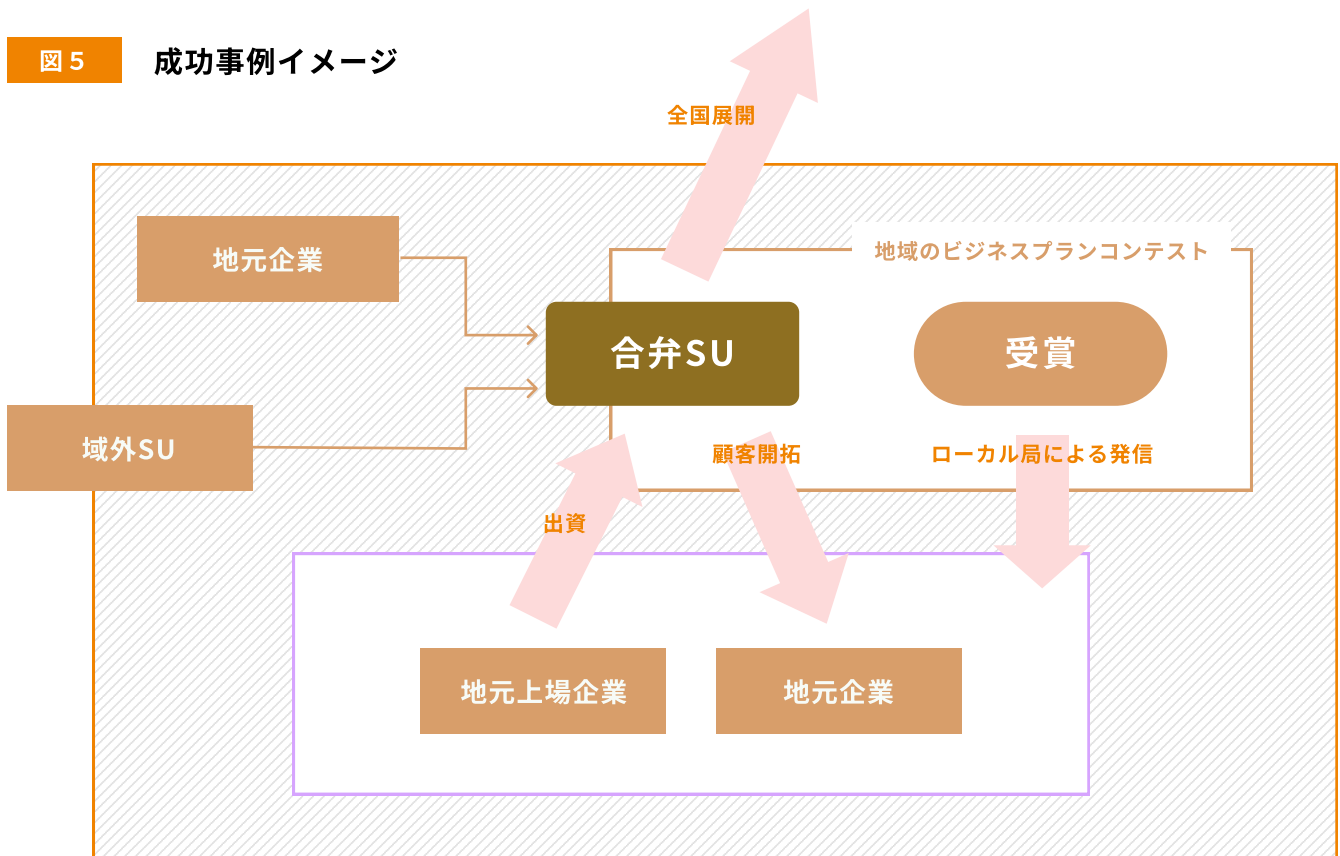 図5
成功事例イメージ
全国展開
地元企業
地域のビジネスプランコンテスト
合弁SU
受賞
域外SU
顧客開拓
ローカル局による発信
出資
地元上場企業
地元企業